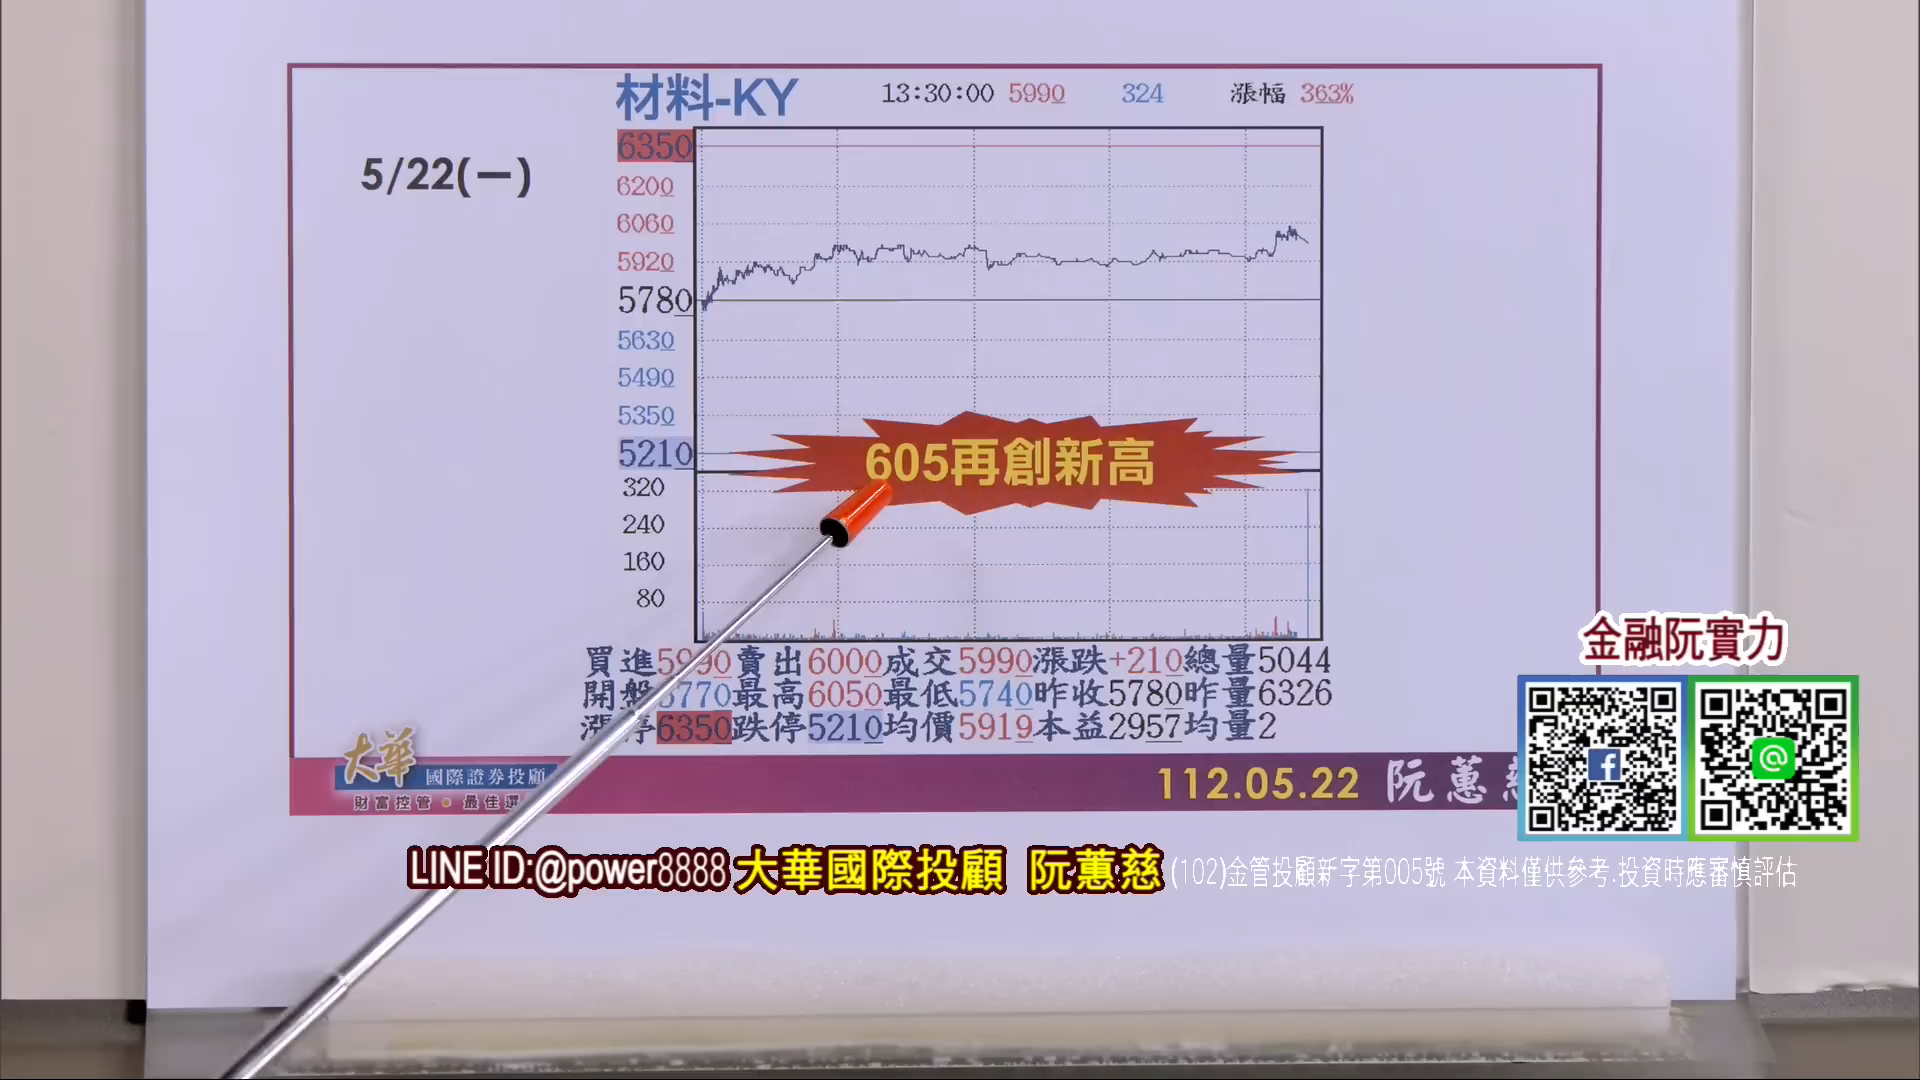 材料-KY 13:30:00 5990 324 漲幅 363%
5/22(一)
6350
6200
6060
5920
5780
5630
5490
5350
5210
605再創新高
320
240
160
80
買進5990賣出6000成交5990漲跌+210總量5044
開盤5770最高6050最低5740昨收5780昨量6326
漲停6350跌停5210均價5919本益2957均量2
大華 國際證券投顧
財富控管 最佳選
112.05.22 阮蕙慈
金融阮實力
LINE ID:@power8888 大華國際投顧 阮蕙慈 (102)金管投顧新字第005號 本資料僅供參考.投資時應審慎評估